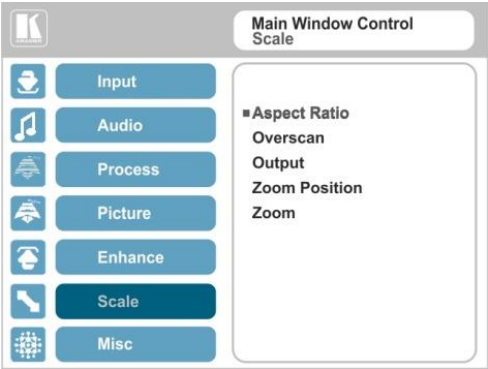 Main Window Control
Scale
Input
Audio
Process
Picture
Enhance
Scale
Misc
Aspect Ratio
Overscan
Output
Zoom Position
Zoom